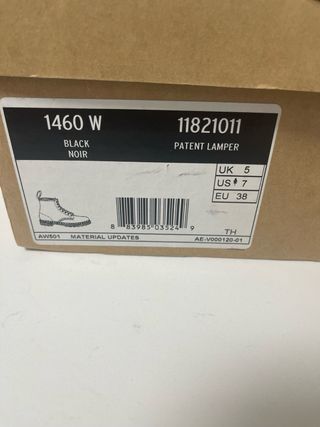 1460 W
11821011
BLACK
NOIR
PATENT LAMPER
UK 5
US 7
EU 38
8 83985 03524 9
TH
AW501 MATERIAL UPDATES
AE-V000120-01